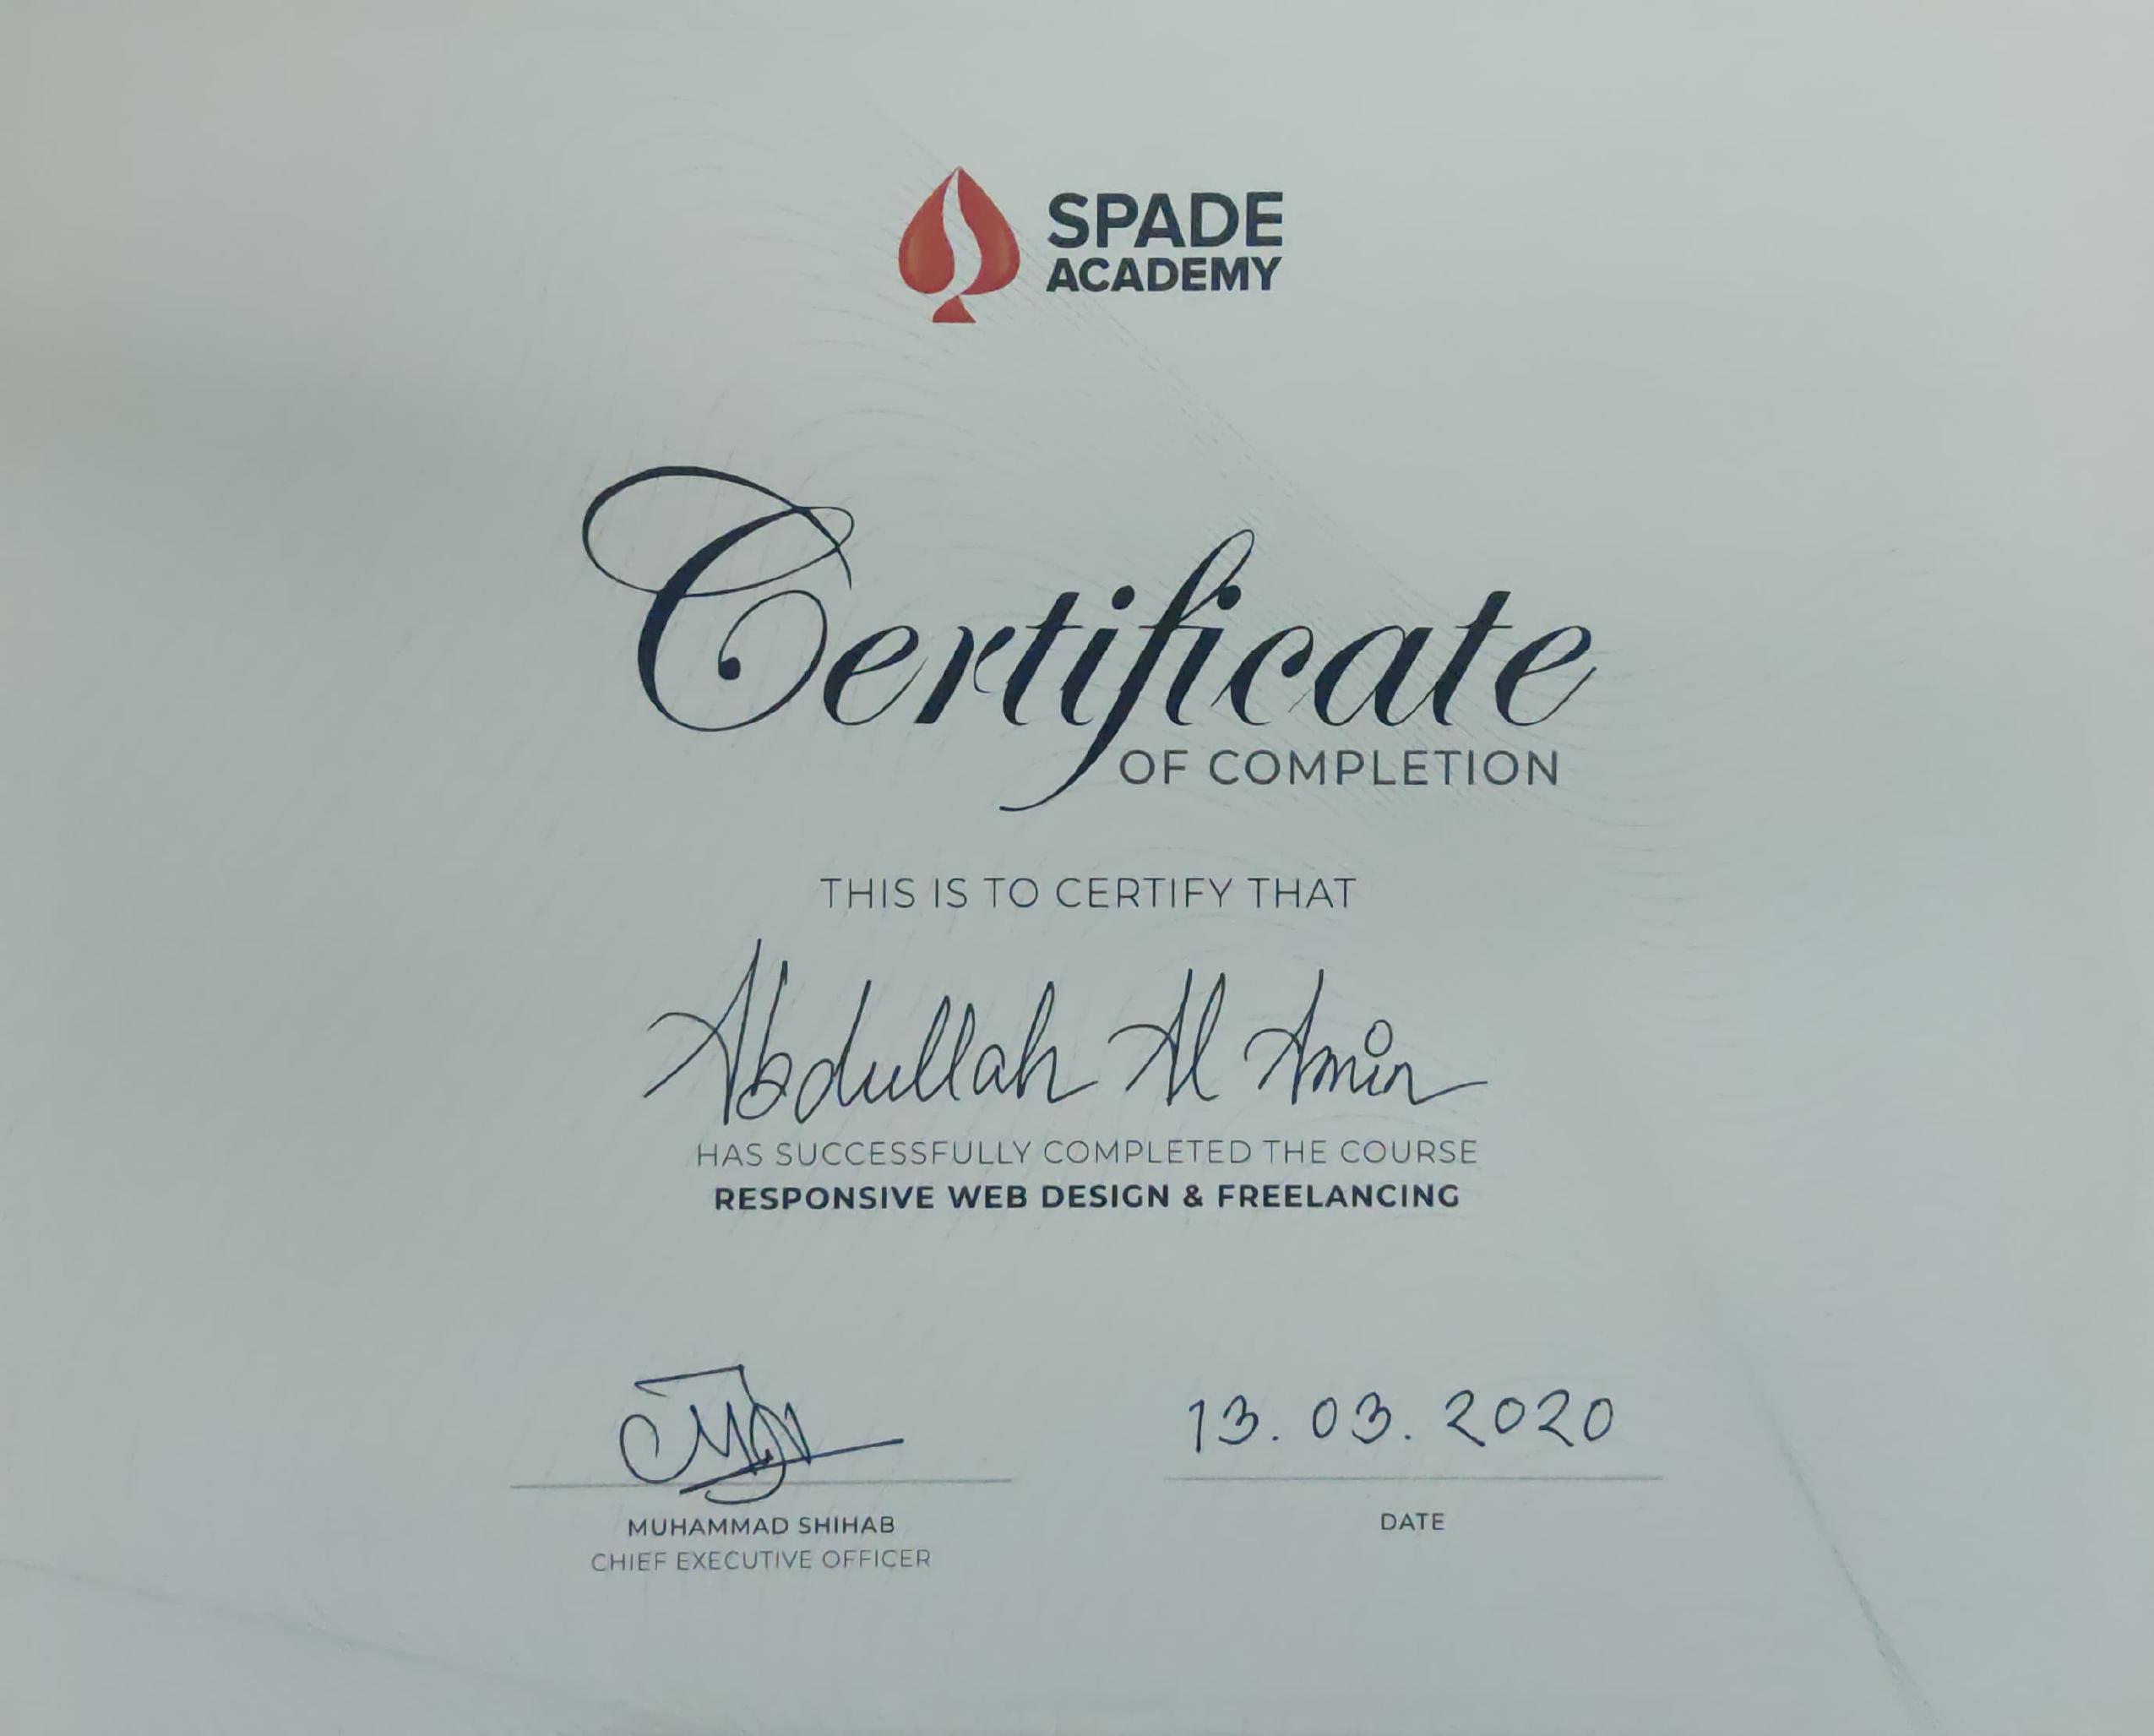 SPADE
ACADEMY
Certificate
OF COMPLETION
THIS IS TO CERTIFY THAT
Abdullah Al Amin
HAS SUCCESSFULLY COMPLETED THE COURSE
RESPONSIVE WEB DESIGN & FREELANCING
13.03.2020
MUHAMMAD SHIHAB
DATE
CHIEF EXECUTIVE OFFICER